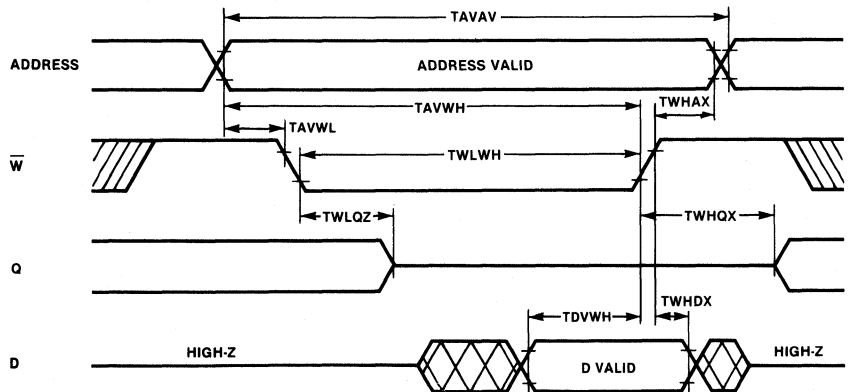 TAVAV
ADDRESS
ADDRESS VALID
TAVWH
TWHAX
TAVWL
W
TWLWH
TWLQZ
TWHQX
Q
TWHDX
TDVWH
HIGH-Z
HIGH-Z
D
D VALID